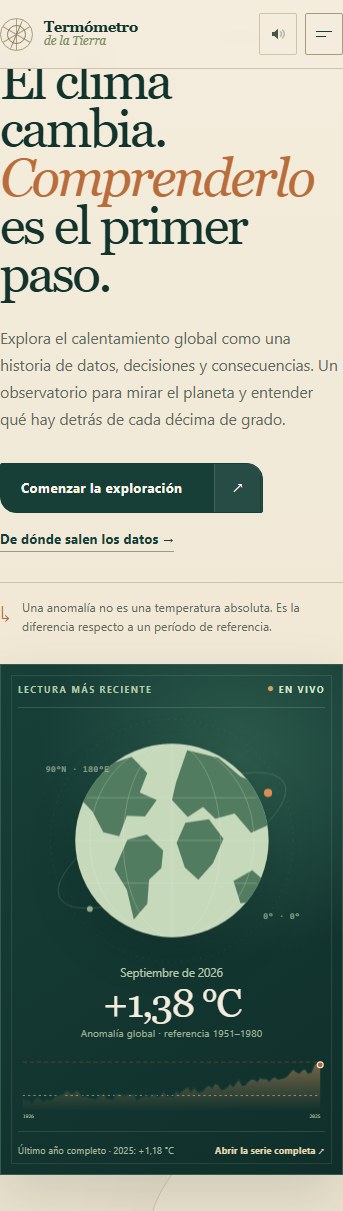 Termómetro
de la Tierra
El clima
cambia.
Comprenderlo
es el primer
paso.
Explora el calentamiento global como una
historia de datos, decisiones y consecuencias. Un
observatorio para mirar el planeta y entender
qué hay detrás de cada décima de grado.
Comenzar la exploración ↗
De dónde salen los datos →
↳ Una anomalía no es una temperatura absoluta. Es la
diferencia respecto a un período de referencia.
LECTURA MÁS RECIENTE
EN VIVO
90°N · 180°E
0° · 0°
Septiembre de 2026
+1,38 °C
Anomalía global · referencia 1951–1980
2025
Último año completo · 2025: +1,18 °C
Abrir la serie completa ↗